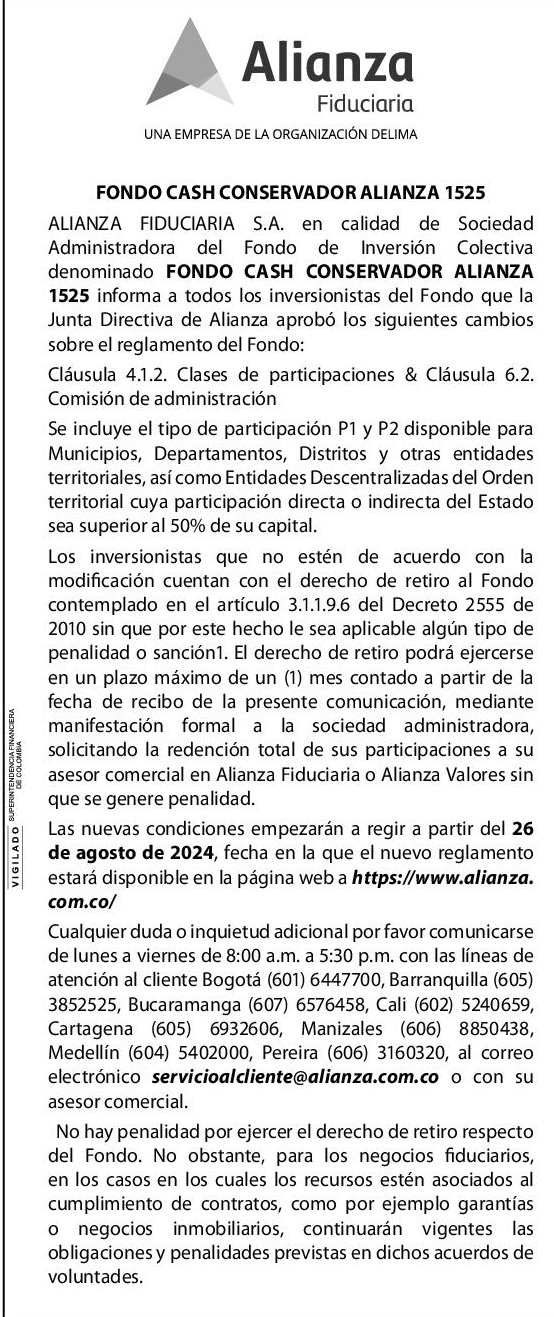 Alianza
Fiduciaria
UNA EMPRESA DE LA ORGANIZACIÓN DELIMA
FONDO CASH CONSERVADOR ALIANZA 1525
ALIANZA FIDUCIARIA S.A. en calidad de Sociedad
Administradora del Fondo de Inversión Colectiva
denominado FONDO CASH CONSERVADOR ALIANZA
1525 informa a todos los inversionistas del Fondo que la
Junta Directiva de Alianza aprobó los siguientes cambios
sobre el reglamento del Fondo:
Cláusula 4.1.2. Clases de participaciones & Cláusula 6.2.
Comisión de administración
Se incluye el tipo de participación P1 y P2 disponible para
Municipios, Departamentos, Distritos y otras entidades
territoriales, así como Entidades Descentralizadas del Orden
territorial cuya participación directa o indirecta del Estado
sea superior al 50% de su capital.
Los inversionistas que no estén de acuerdo con la
modificación cuentan con el derecho de retiro al Fondo
contemplado en el artículo 3.1.1.9.6 del Decreto 2555 de
2010 sin que por este hecho le sea aplicable algún tipo de
penalidad o sanción1. El derecho de retiro podrá ejercerse
en un plazo máximo de un (1) mes contado a partir de la
fecha de recibo de la presente comunicación, mediante
manifestación formal a la sociedad administradora,
solicitando la redención total de sus participaciones a su
asesor comercial en Alianza Fiduciaria o Alianza Valores sin
que se genere penalidad.
Las nuevas condiciones empezarán a regir a partir del 26
de agosto de 2024, fecha en la que el nuevo reglamento
estará disponible en la página web a https://www.alianza.
com.co/
Cualquier duda o inquietud adicional por favor comunicarse
de lunes a viernes de 8:00 a.m. a 5:30 p.m. con las líneas de
atención al cliente Bogotá (601) 6447700, Barranquilla (605)
3852525, Bucaramanga (607) 6576458, Cali (602) 5240659,
Cartagena (605) 6932606, Manizales (606) 8850438,
Medellín (604) 5402000, Pereira (606) 3160320, al correo
electrónico servicioalcliente@alianza.com.co o con su
asesor comercial.
No hay penalidad por ejercer el derecho de retiro respecto
del Fondo. No obstante, para los negocios fiduciarios,
en los casos en los cuales los recursos estén asociados al
cumplimiento de contratos, como por ejemplo garantías
o negocios inmobiliarios, continuarán vigentes las
obligaciones y penalidades previstas en dichos acuerdos de
voluntades.
VIGILADO
SUPERINTENDENCIA FINANCIERA
DE COLOMBIA